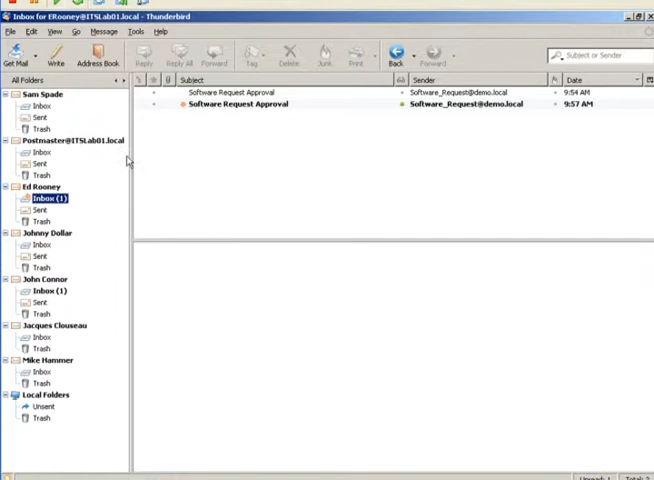 Inbox for ERooney@ITSLab01.local - Thunderbird
File Edit View Go Message Tools Help
Get Mail Write Address Book Reply Reply All Forward Tag Delete Junk Print Back Forward
Subject or Sender
All Folders Subject Sender Date
Sam Spade
Inbox
Sent
Trash
Postmaster@ITSLab01.local
Inbox
Sent
Trash
Ed Rooney
Inbox (1)
Sent
Trash
Johnny Dollar
Inbox
Sent
Trash
John Connor
Inbox (1)
Sent
Trash
Jacques Clouseau
Inbox
Trash
Mike Hammer
Inbox
Trash
Local Folders
Unsent
Trash
Software Request Approval Software_Request@demo.local 9:54 AM
Software Request Approval Software_Request@demo.local 9:57 AM
Unread: 1 Total: 2